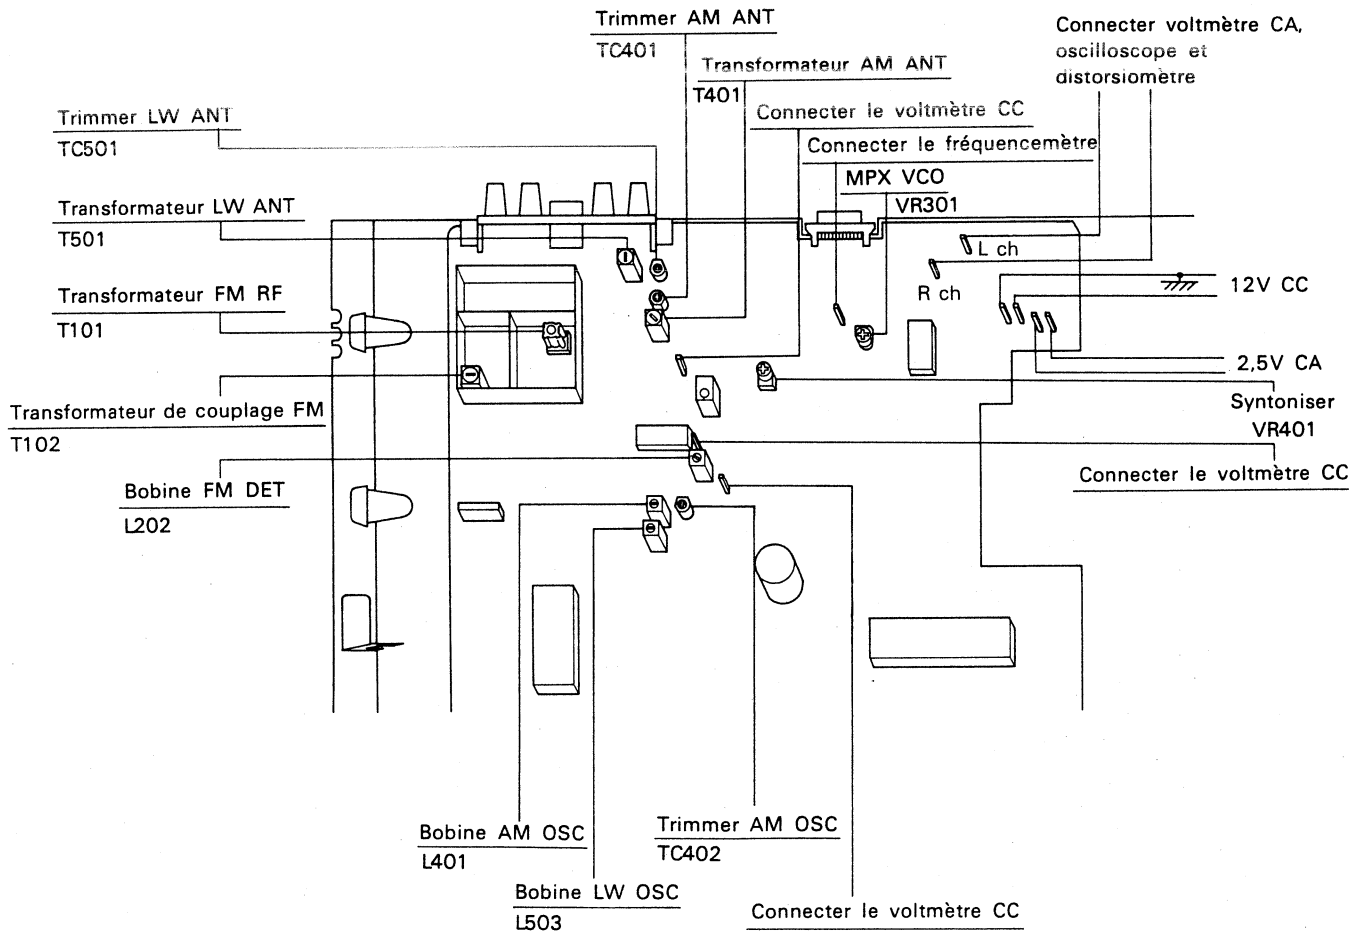 Trimmer AM ANT
TC401
Connecter voltmètre CA,
oscilloscope et
distorsiomètre
Transformateur AM ANT
T401
Connecter le voltmètre CC
Trimmer LW ANT
TC501
Connecter le fréquencemètre
MPX VCO
VR301
Transformateur LW ANT
T501
L ch
R ch
12V CC
Transformateur FM RF
T101
2,5V CA
Syntoniser
VR401
Transformateur de couplage FM
T102
Connecter le voltmètre CC
Bobine FM DET
L202
Bobine AM OSC
L401
Trimmer AM OSC
TC402
Bobine LW OSC
L503
Connecter le voltmètre CC